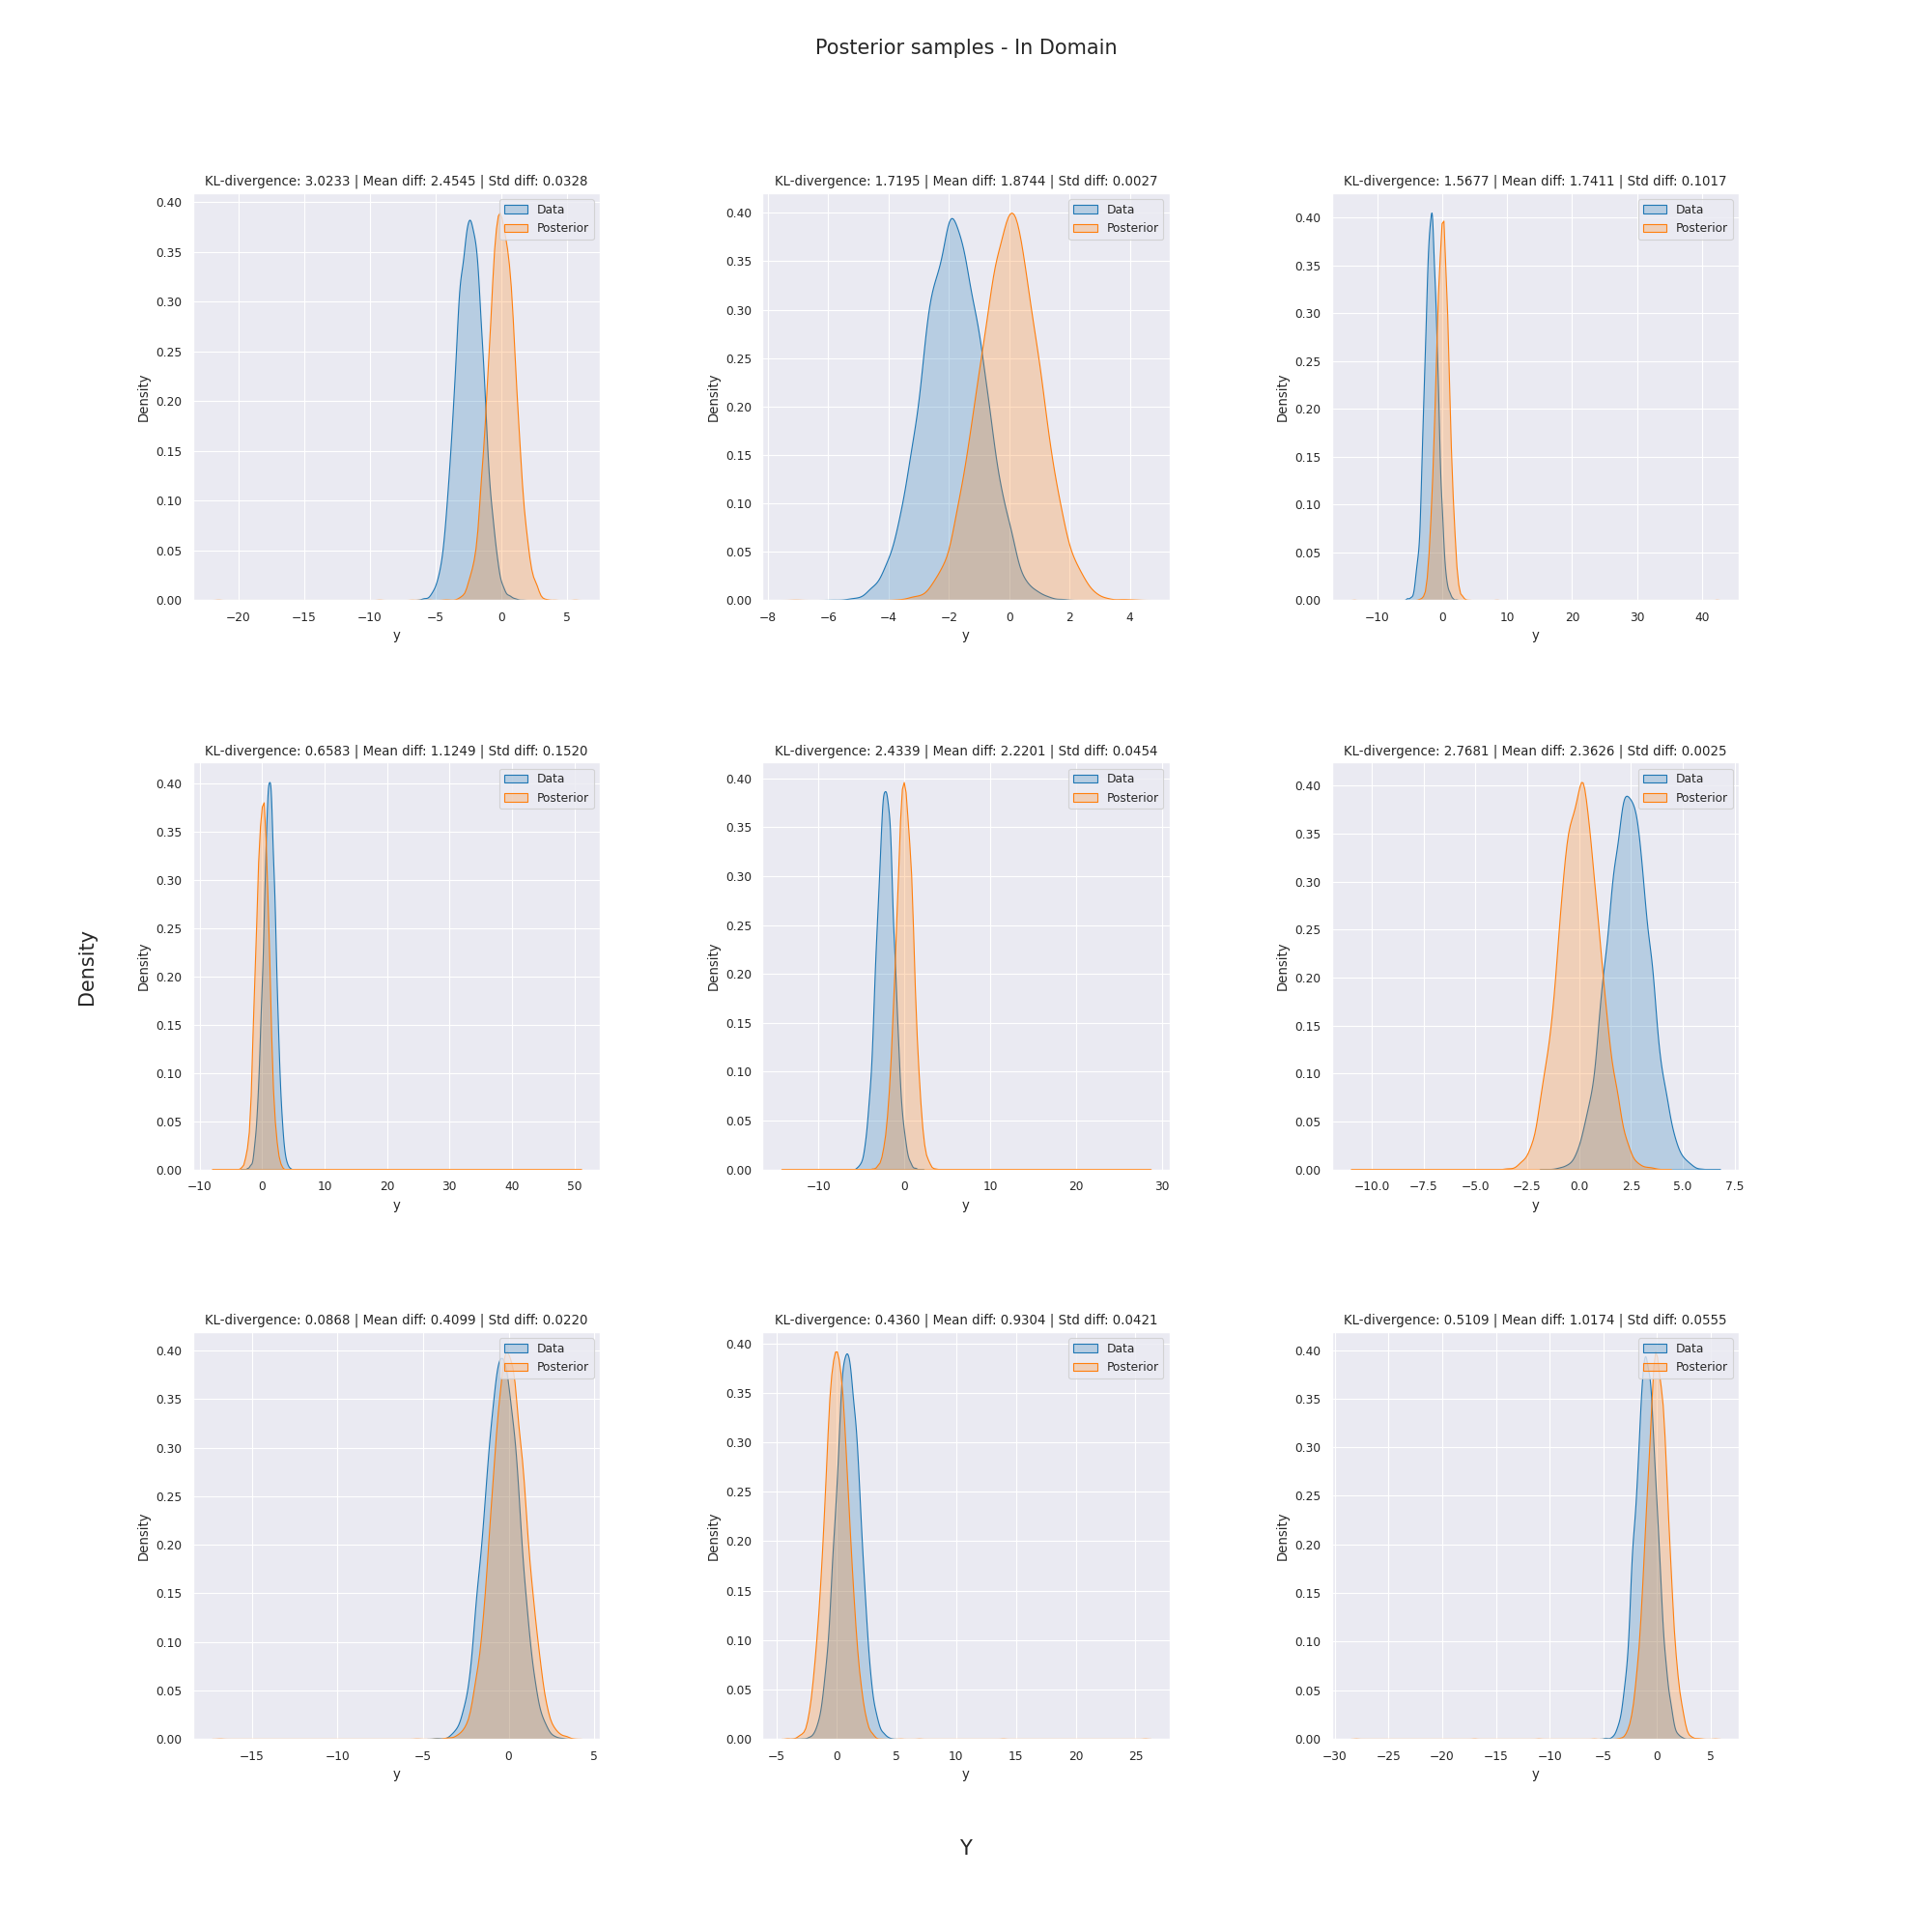 Posterior samples - In Domain
KL-divergence: 3.0233 | Mean diff: 2.4545 | Std diff: 0.0328
Data
Posterior
0.40
0.35
0.30
0.25
0.20
0.15
0.10
0.05
0.00
Density
−20 −15 −10 −5 0 5
y
KL-divergence: 1.7195 | Mean diff: 1.8744 | Std diff: 0.0027
Data
Posterior
0.40
0.35
0.30
0.25
0.20
0.15
0.10
0.05
0.00
Density
−8 −6 −4 −2 0 2 4
y
KL-divergence: 1.5677 | Mean diff: 1.7411 | Std diff: 0.1017
Data
Posterior
0.40
0.35
0.30
0.25
0.20
0.15
0.10
0.05
0.00
Density
−10 0 10 20 30 40
y
KL-divergence: 0.6583 | Mean diff: 1.1249 | Std diff: 0.1520
Data
Posterior
0.40
0.35
0.30
0.25
0.20
0.15
0.10
0.05
0.00
Density
−10 0 10 20 30 40 50
y
KL-divergence: 2.4339 | Mean diff: 2.2201 | Std diff: 0.0454
Data
Posterior
0.40
0.35
0.30
0.25
0.20
0.15
0.10
0.05
0.00
Density
−10 0 10 20 30
y
KL-divergence: 2.7681 | Mean diff: 2.3626 | Std diff: 0.0025
Data
Posterior
0.40
0.35
0.30
0.25
0.20
0.15
0.10
0.05
0.00
Density
−10.0 −7.5 −5.0 −2.5 0.0 2.5 5.0 7.5
y
Density
KL-divergence: 0.0868 | Mean diff: 0.4099 | Std diff: 0.0220
Data
Posterior
0.40
0.35
0.30
0.25
0.20
0.15
0.10
0.05
0.00
Density
−15 −10 −5 0 5
y
KL-divergence: 0.4360 | Mean diff: 0.9304 | Std diff: 0.0421
Data
Posterior
0.40
0.35
0.30
0.25
0.20
0.15
0.10
0.05
0.00
Density
−5 0 5 10 15 20 25
y
KL-divergence: 0.5109 | Mean diff: 1.0174 | Std diff: 0.0555
Data
Posterior
0.40
0.35
0.30
0.25
0.20
0.15
0.10
0.05
0.00
Density
−30 −25 −20 −15 −10 −5 0 5
y
Y